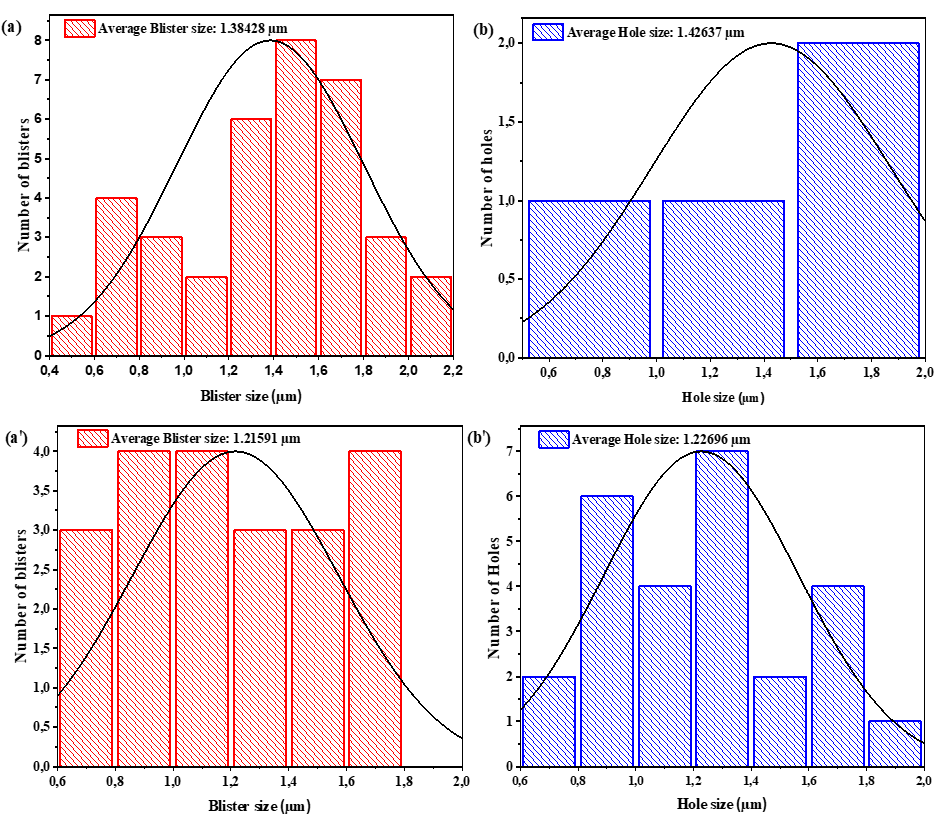 (a)
Average Blister size: 1.38428 μm
8
7
6
5
4
3
2
1
0
Number of blisters
0,4 0,6 0,8 1,0 1,2 1,4 1,6 1,8 2,0 2,2
Blister size (μm)
(b)
Average Hole size: 1.42637 μm
2,0
1,5
1,0
0,5
0,0
Number of holes
0,6 0,8 1,0 1,2 1,4 1,6 1,8 2,0
Hole size (μm)
(a')
Average Blister size: 1.21591 μm
4,0
3,5
3,0
2,5
2,0
1,5
1,0
0,5
0,0
Number of blisters
0,6 0,8 1,0 1,2 1,4 1,6 1,8 2,0
Blister size (μm)
(b')
Average Hole size: 1.22696 μm
7
6
5
4
3
2
1
0
Number of Holes
0,6 0,8 1,0 1,2 1,4 1,6 1,8 2,0
Hole size (μm)